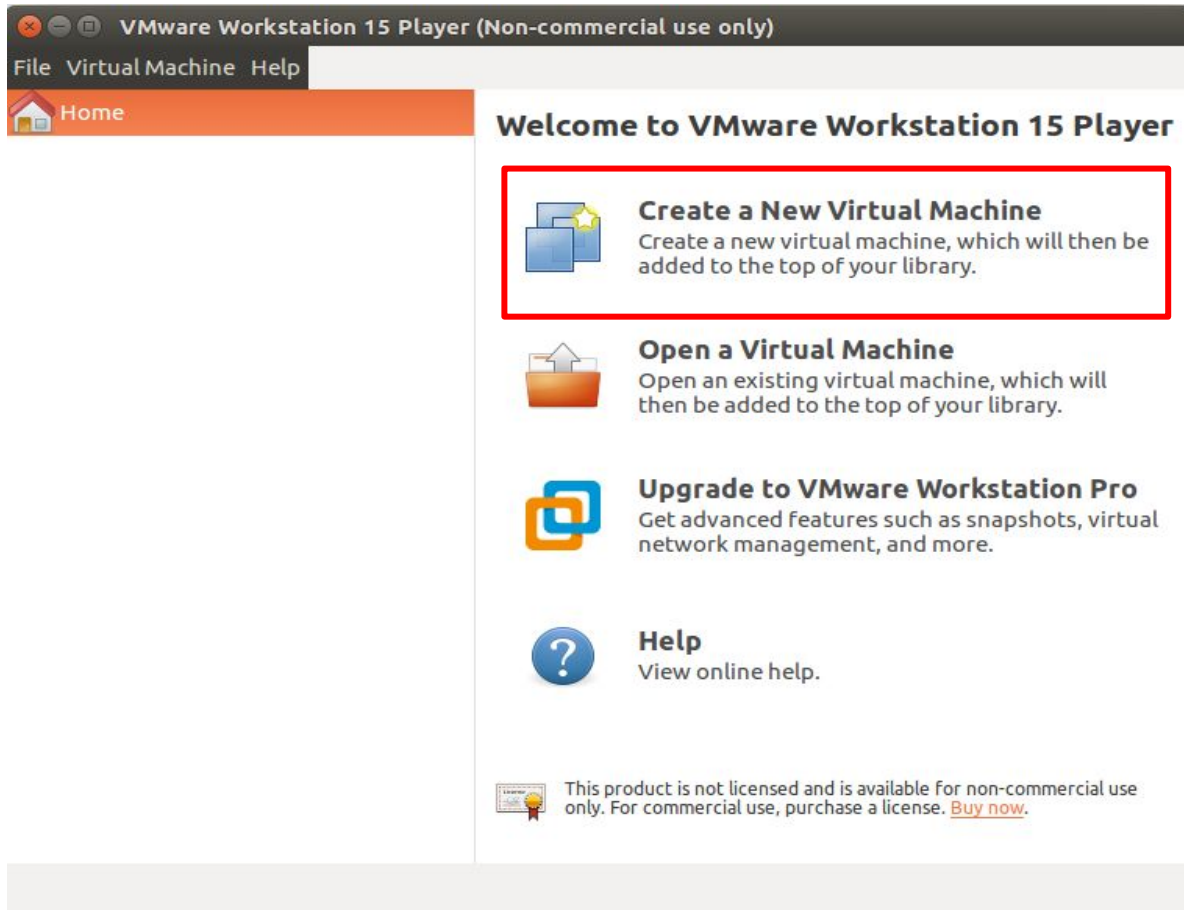 VMware Workstation 15 Player (Non-commercial use only)
File Virtual Machine Help
Home
Welcome to VMware Workstation 15 Player
Create a New Virtual Machine
Create a new virtual machine, which will then be
added to the top of your library.
Open a Virtual Machine
Open an existing virtual machine, which will
then be added to the top of your library.
Upgrade to VMware Workstation Pro
Get advanced features such as snapshots, virtual
network management, and more.
Help
View online help.
This product is not licensed and is available for non-commercial use
only. For commercial use, purchase a license. Buy now.